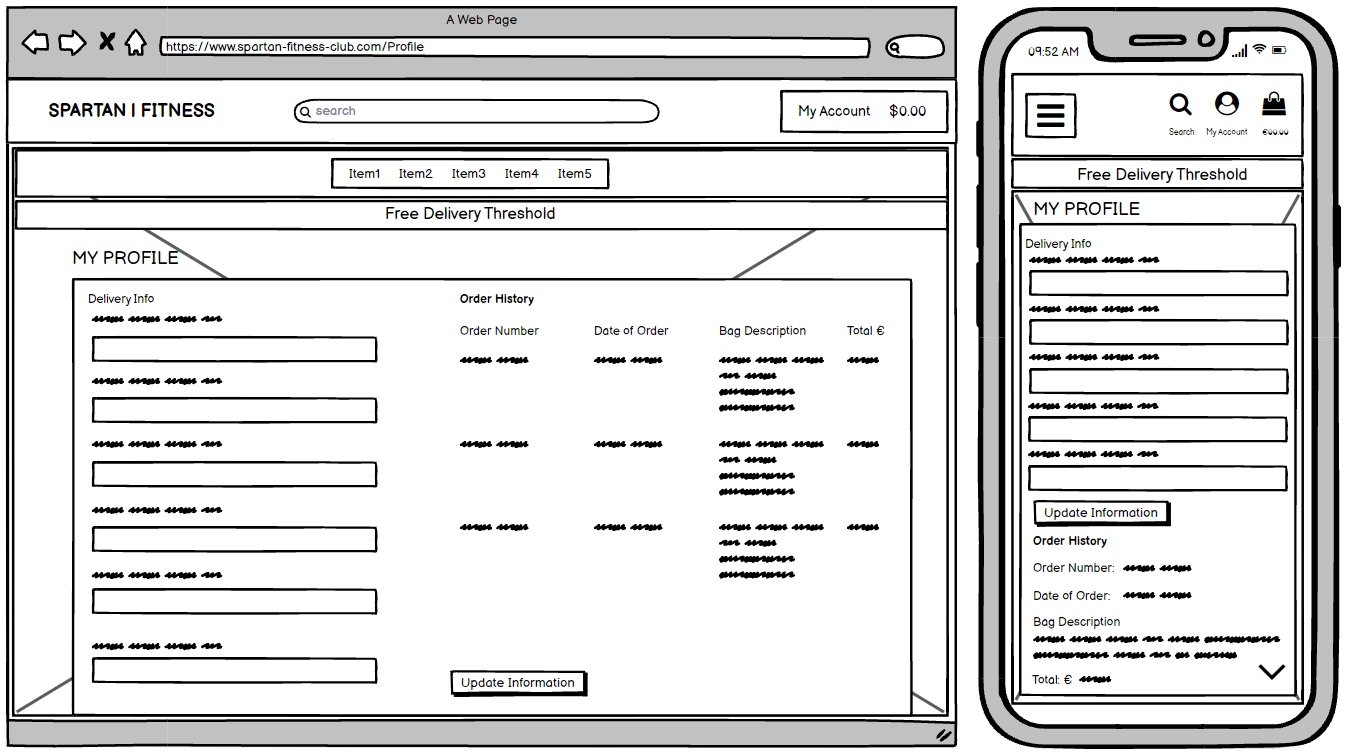 A Web Page
https://www.spartan-fitness-club.com/Profile
SPARTAN | FITNESS
search
My Account $0.00
Item1 Item2 Item3 Item4 Item5
Free Delivery Threshold
MY PROFILE
Delivery Info
Order History
Order Number Date of Order Bag Description Total €
Update Information
09:52 AM
Search My Account €00.00
Free Delivery Threshold
MY PROFILE
Delivery Info
Update Information
Order History
Order Number:
Date of Order:
Bag Description
Total: €